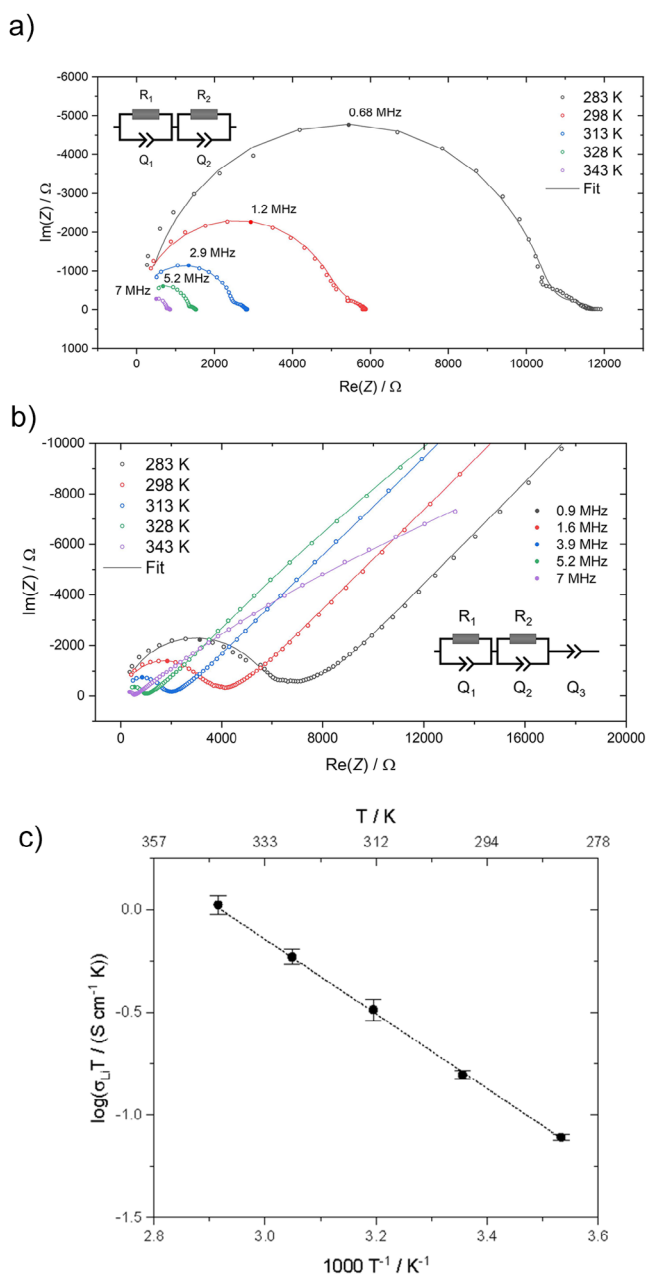 a)
-6000
-5000
-4000
-3000
-2000
-1000
0
1000
Im(Z) / Ω
R₁ R₂
Q₁ Q₂
0.68 MHz
1.2 MHz
2.9 MHz
5.2 MHz
7 MHz
283 K
298 K
313 K
328 K
343 K
Fit
0 2000 4000 6000 8000 10000 12000
Re(Z) / Ω
b)
-10000
-8000
-6000
-4000
-2000
0
Im(Z) / Ω
283 K
298 K
313 K
328 K
343 K
Fit
0.9 MHz
1.6 MHz
3.9 MHz
5.2 MHz
7 MHz
R₁ R₂
Q₁ Q₂ Q₃
0 4000 8000 12000 16000 20000
Re(Z) / Ω
c)
T / K
357 333 312 294 278
0.0
-0.5
-1.0
-1.5
log(σ_Li T / (S cm⁻¹ K))
2.8 3.0 3.2 3.4 3.6
1000 T⁻¹ / K⁻¹